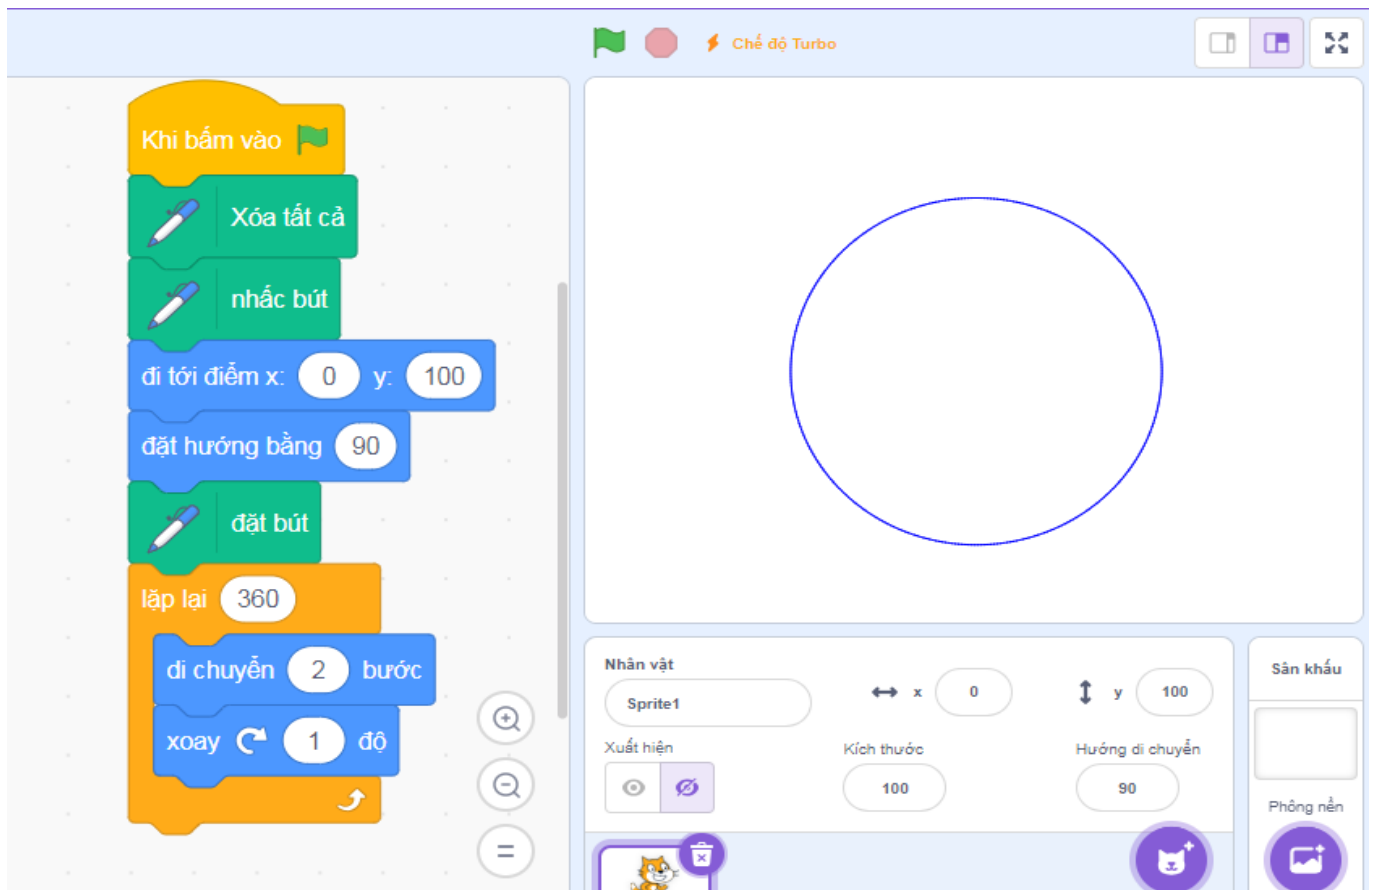 Chế độ Turbo
Khi bấm vào
Xóa tất cả
nhấc bút
đi tới điểm x: 0 y: 100
đặt hướng bằng 90
đặt bút
lặp lại 360
di chuyển 2 bước
xoay 1 độ
Nhân vật
Sprite1
x 0
y 100
Xuất hiện
Kích thước
100
Hướng di chuyển
90
Sân khấu
Phông nền